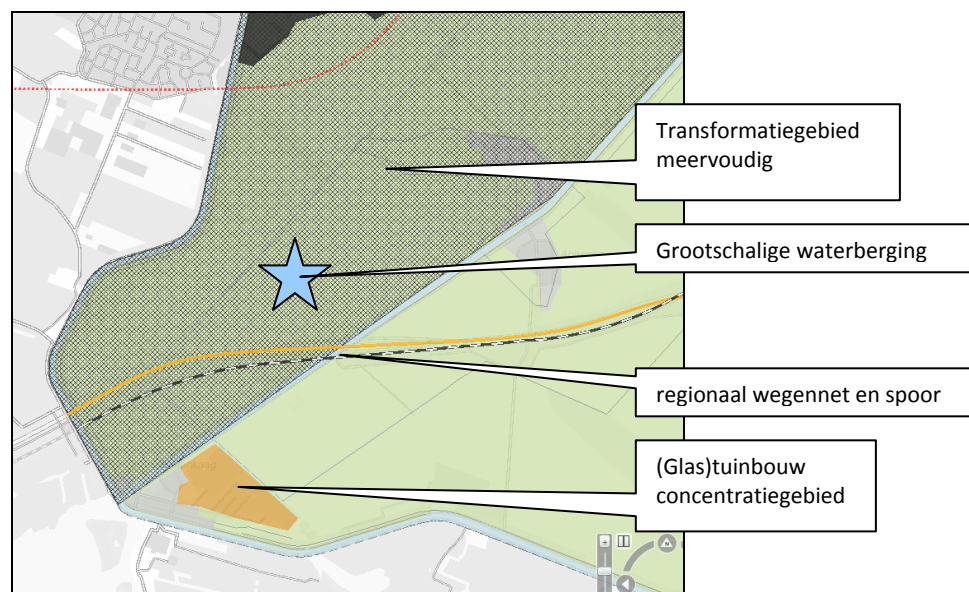 Transformatiegebied
meervoudig
Grootschalige waterberging
regionaal wegennet en spoor
(Glas)tuinbouw
concentratiegebied